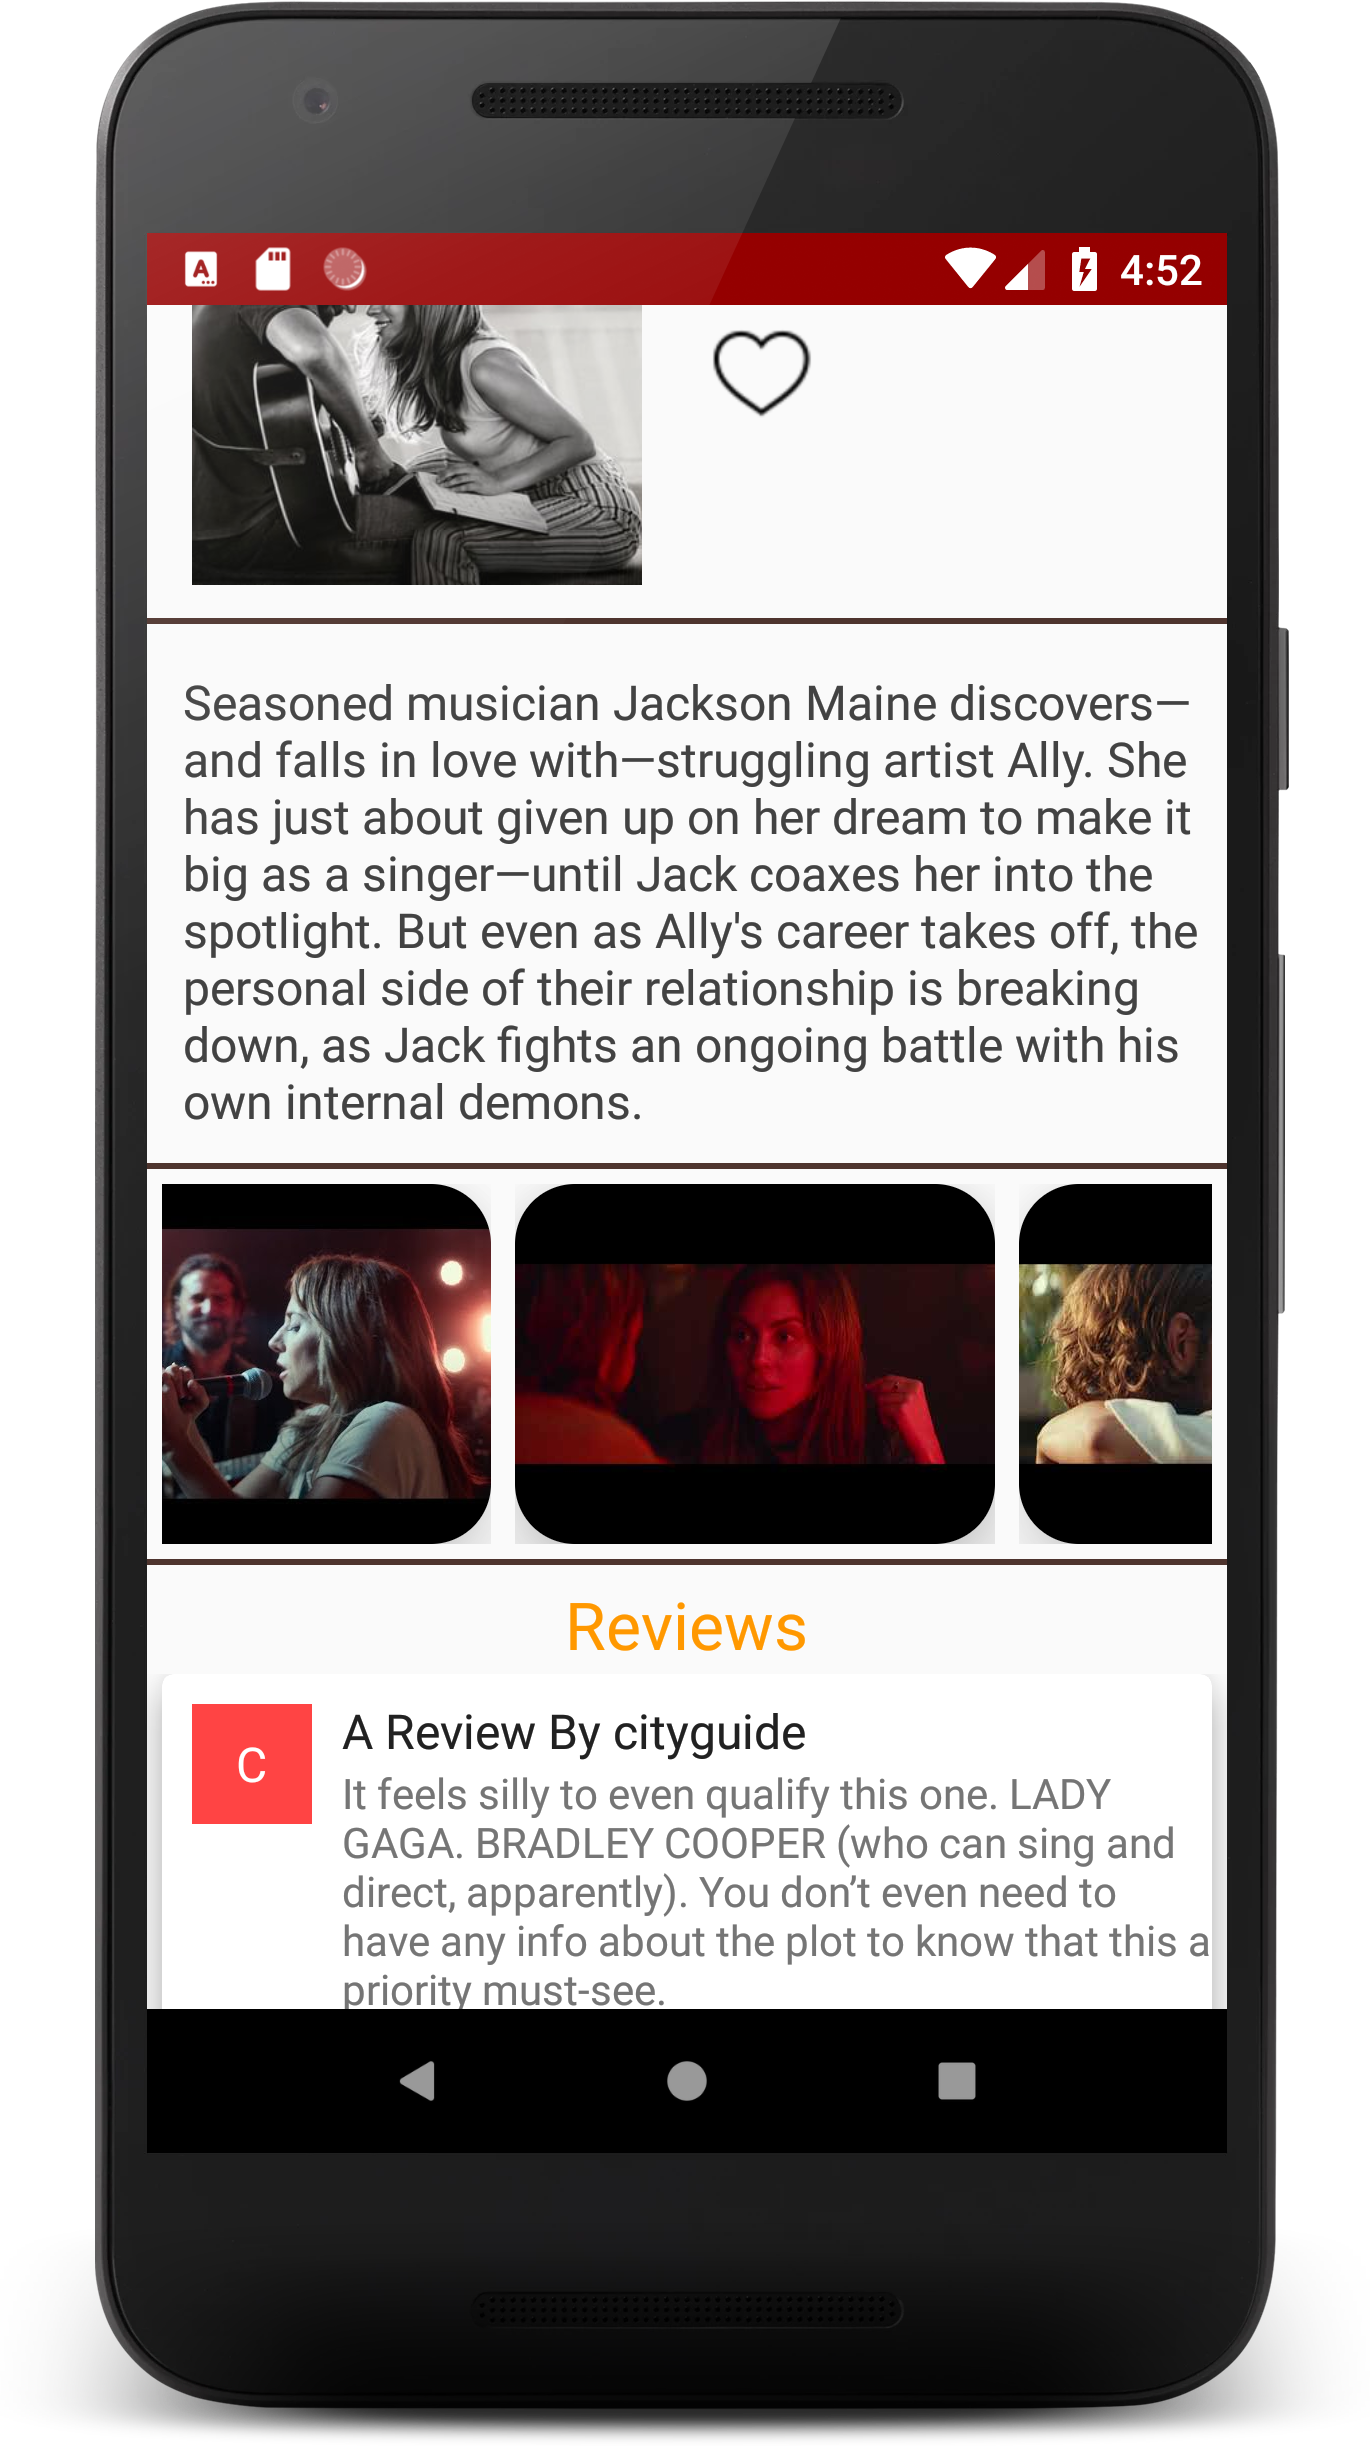 A
4:52
Seasoned musician Jackson Maine discovers—
and falls in love with—struggling artist Ally. She
has just about given up on her dream to make it
big as a singer—until Jack coaxes her into the
spotlight. But even as Ally's career takes off, the
personal side of their relationship is breaking
down, as Jack fights an ongoing battle with his
own internal demons.
Reviews
C
A Review By cityguide
It feels silly to even qualify this one. LADY
GAGA. BRADLEY COOPER (who can sing and
direct, apparently). You don’t even need to
have any info about the plot to know that this a
priority must-see.